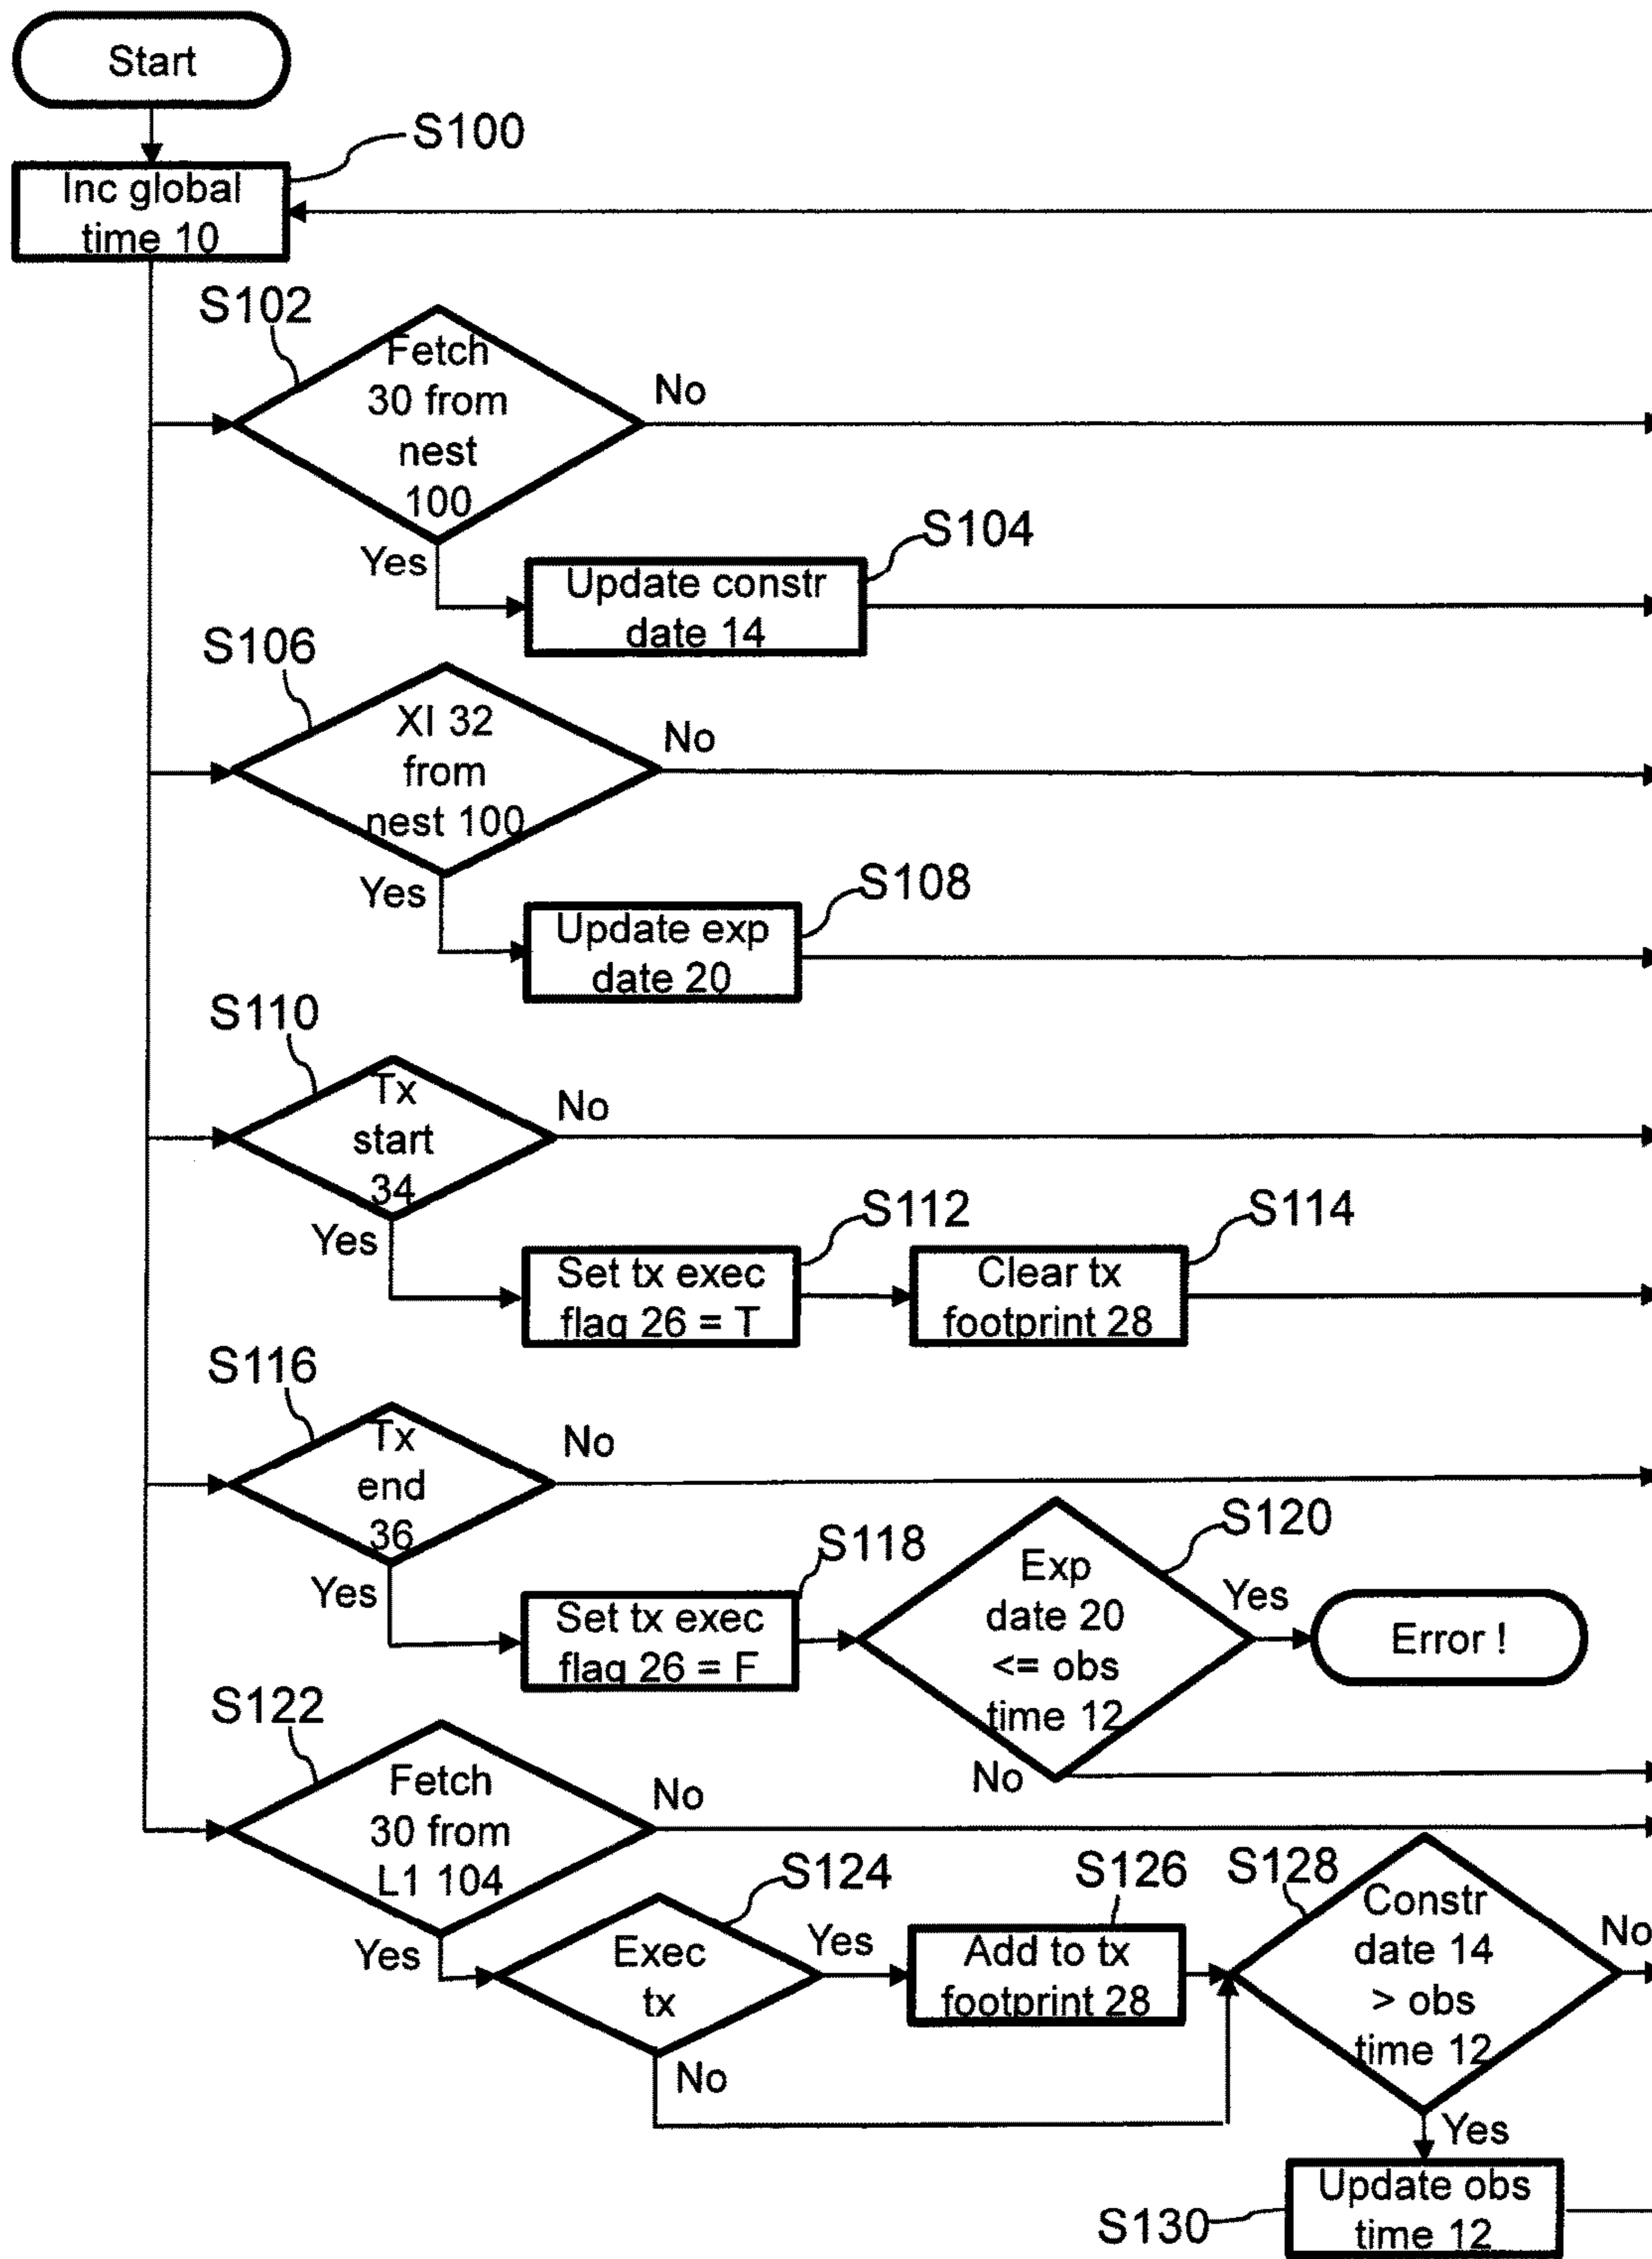 Start
S100
Inc global
time 10
S102
Fetch
30 from
nest
100
No
Yes
S104
Update constr
date 14
S106
XI 32
from
nest 100
No
Yes
S108
Update exp
date 20
S110
Tx
start
34
No
Yes
S112
Set tx exec
flag 26 = T
S114
Clear tx
footprint 28
S116
Tx
end
36
No
Yes
S118
Set tx exec
flag 26 = F
S120
Exp
date 20
<= obs
time 12
Yes
Error !
No
S122
Fetch
30 from
L1 104
No
Yes
S124
Exec
tx
Yes
No
S126
Add to tx
footprint 28
S128
Constr
date 14
> obs
time 12
No
Yes
S130
Update obs
time 12